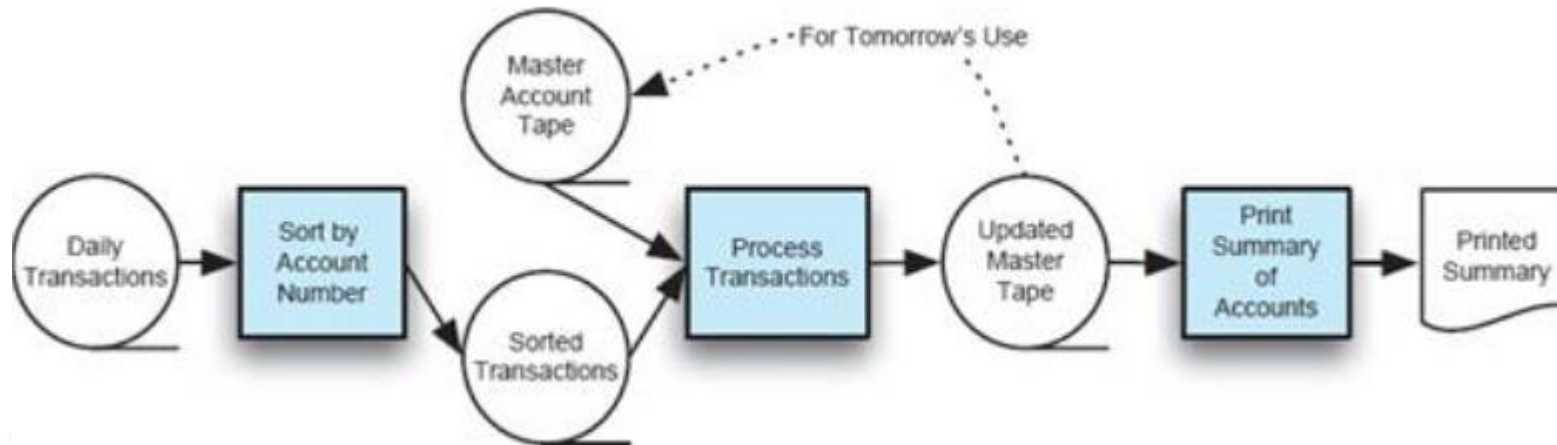 For Tomorrow's Use
Master
Account
Tape
Daily
Transactions
Sort by
Account
Number
Sorted
Transactions
Process
Transactions
Updated
Master
Tape
Print
Summary
of
Accounts
Printed
Summary